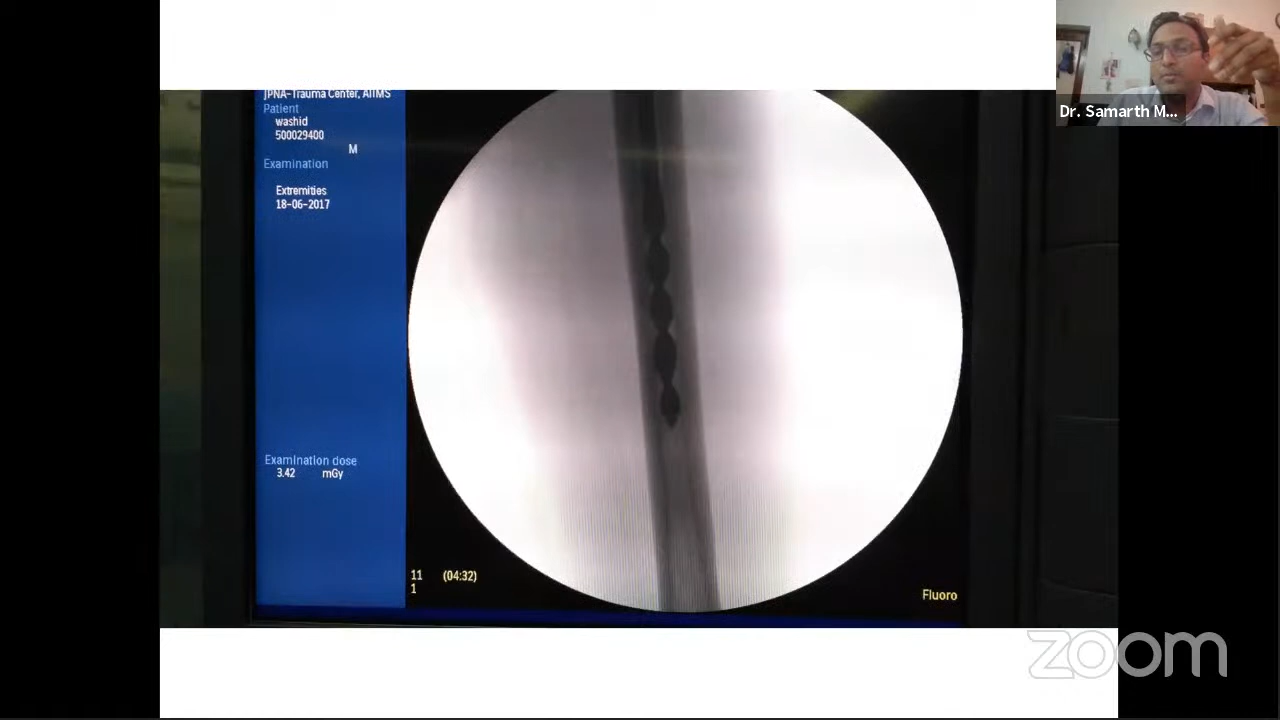 JPNA-Trauma Center, AIIMS
Patient
washid
500029400
M
Examination
Extremities
18-06-2017
Examination dose
3.42 mGy
11 (04:32)
1
Fluoro
Dr. Samarth M...
zoom